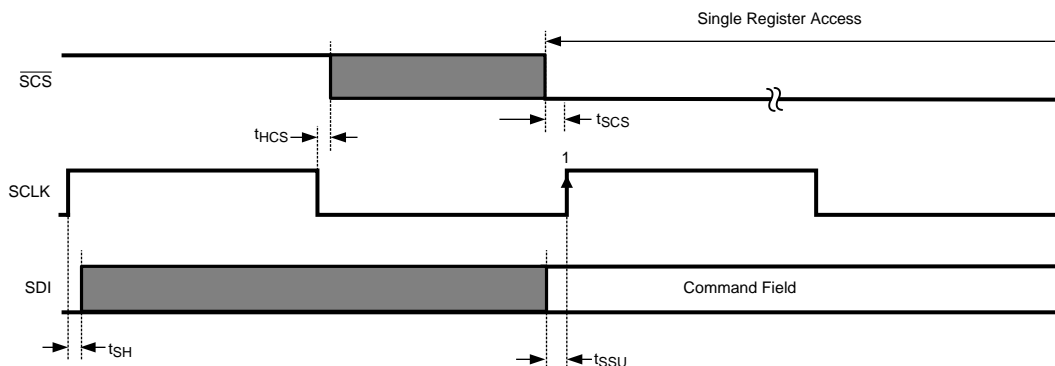 Single Register Access
SCS
tSCS
tHCS
1
SCLK
SDI
Command Field
tSH
tSSU